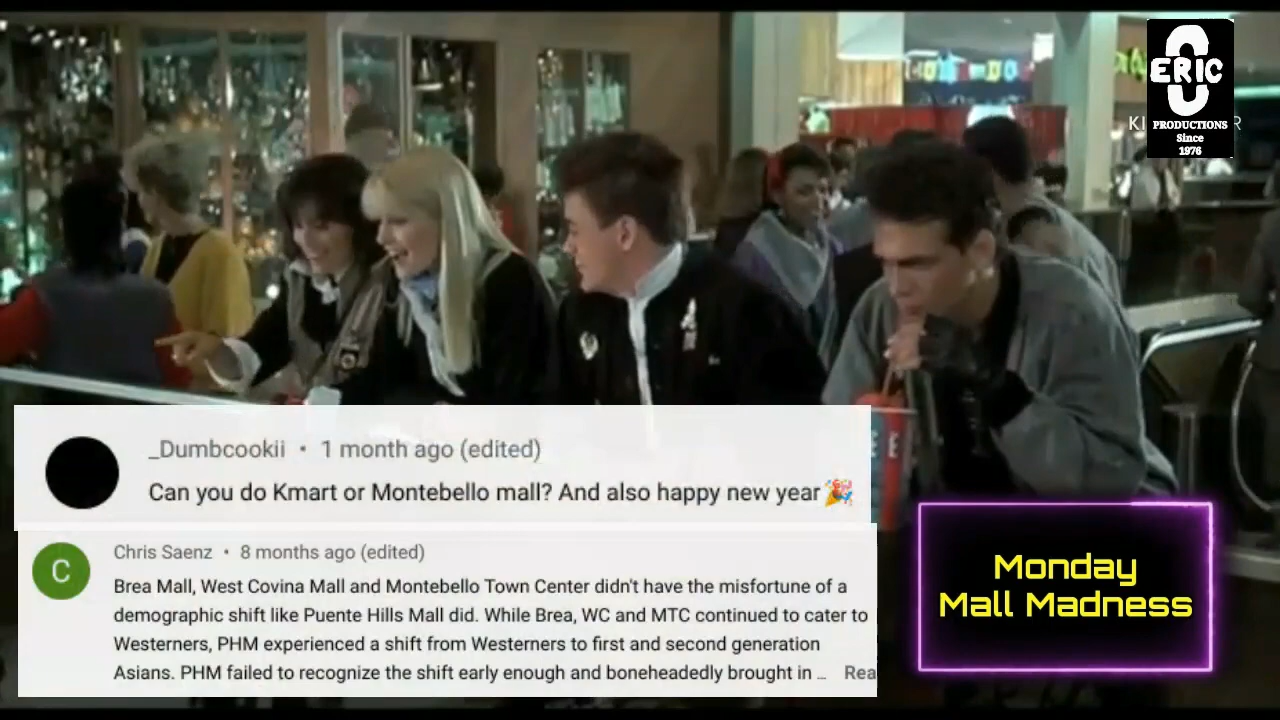 ERIC
PRODUCTIONS
Since
1976
_Dumbcookii • 1 month ago (edited)
Can you do Kmart or Montebello mall? And also happy new year🎉
C
Chris Saenz • 8 months ago (edited)
Brea Mall, West Covina Mall and Montebello Town Center didn't have the misfortune of a
demographic shift like Puente Hills Mall did. While Brea, WC and MTC continued to cater to
Westerners, PHM experienced a shift from Westerners to first and second generation
Asians. PHM failed to recognize the shift early enough and boneheadedly brought in ... Rea
Monday
Mall Madness